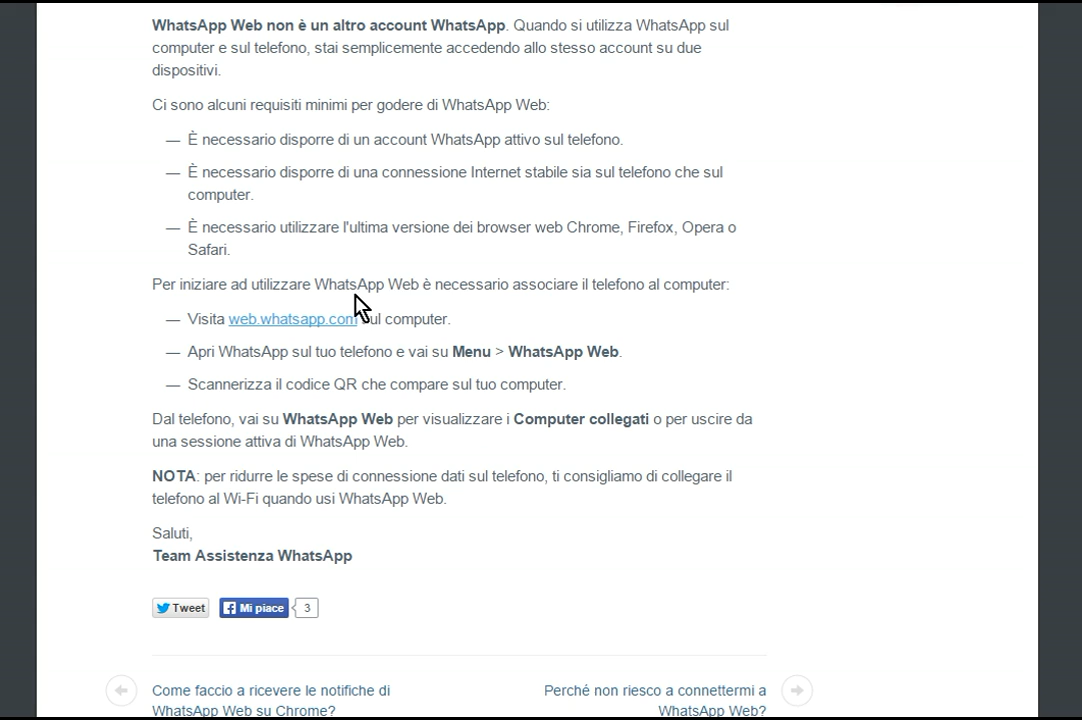 WhatsApp Web non è un altro account WhatsApp. Quando si utilizza WhatsApp sul
computer e sul telefono, stai semplicemente accedendo allo stesso account su due
dispositivi.
Ci sono alcuni requisiti minimi per godere di WhatsApp Web:
— È necessario disporre di un account WhatsApp attivo sul telefono.
— È necessario disporre di una connessione Internet stabile sia sul telefono che sul
computer.
— È necessario utilizzare l'ultima versione dei browser web Chrome, Firefox, Opera o
Safari.
Per iniziare ad utilizzare WhatsApp Web è necessario associare il telefono al computer:
— Visita web.whatsapp.com sul computer.
— Apri WhatsApp sul tuo telefono e vai su Menu > WhatsApp Web.
— Scannerizza il codice QR che compare sul tuo computer.
Dal telefono, vai su WhatsApp Web per visualizzare i Computer collegati o per uscire da
una sessione attiva di WhatsApp Web.
NOTA: per ridurre le spese di connessione dati sul telefono, ti consigliamo di collegare il
telefono al Wi-Fi quando usi WhatsApp Web.
Saluti,
Team Assistenza WhatsApp
Tweet Mi piace 3
Come faccio a ricevere le notifiche di
WhatsApp Web su Chrome?
Perché non riesco a connettermi a
WhatsApp Web?